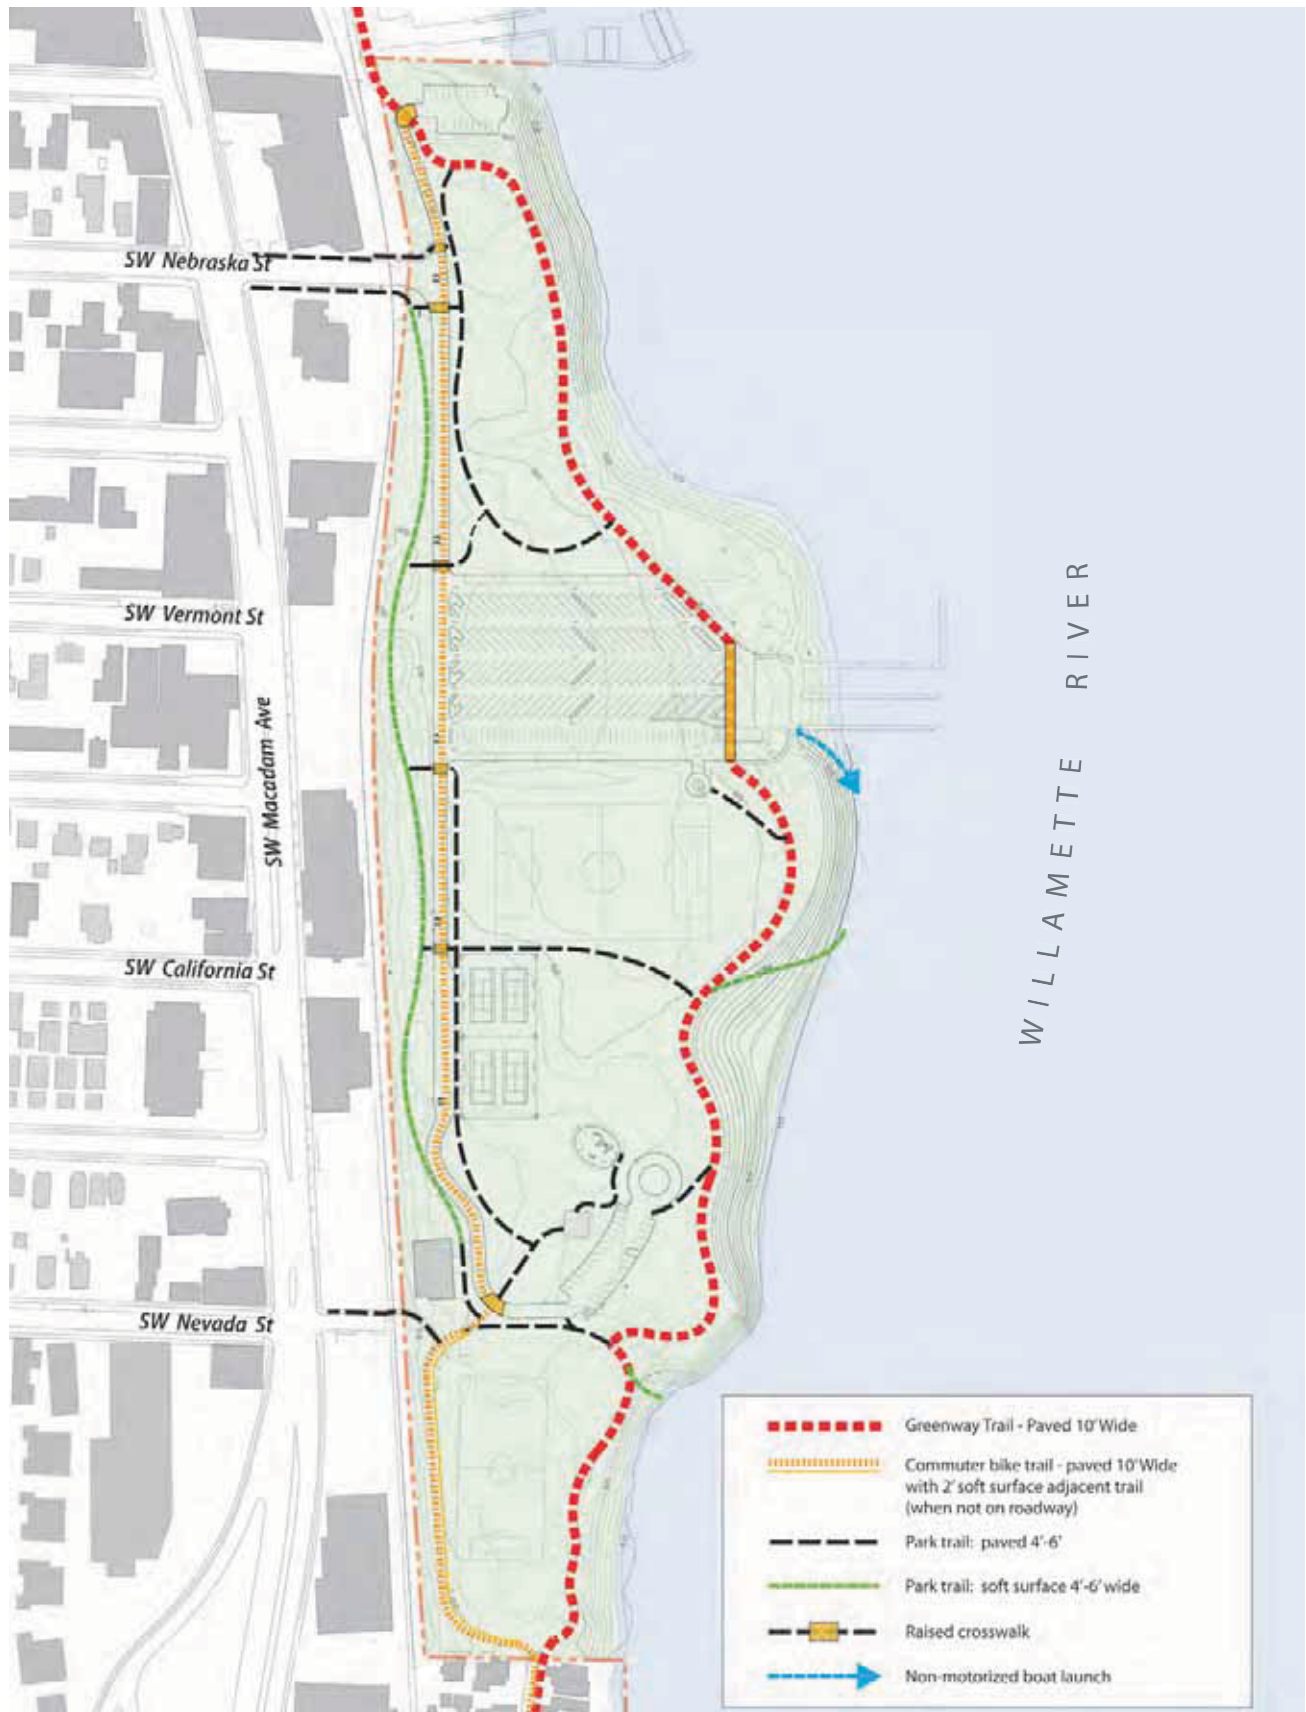 SW Nebraska St
SW Vermont St
SW Macadam Ave
SW California St
SW Nevada St
WILLAMETTE RIVER
Greenway Trail - Paved 10' Wide
Commuter bike trail - paved 10' Wide
with 2' soft surface adjacent trail
(when not on roadway)
Park trail: paved 4'-6'
Park trail: soft surface 4'-6' wide
Raised crosswalk
Non-motorized boat launch